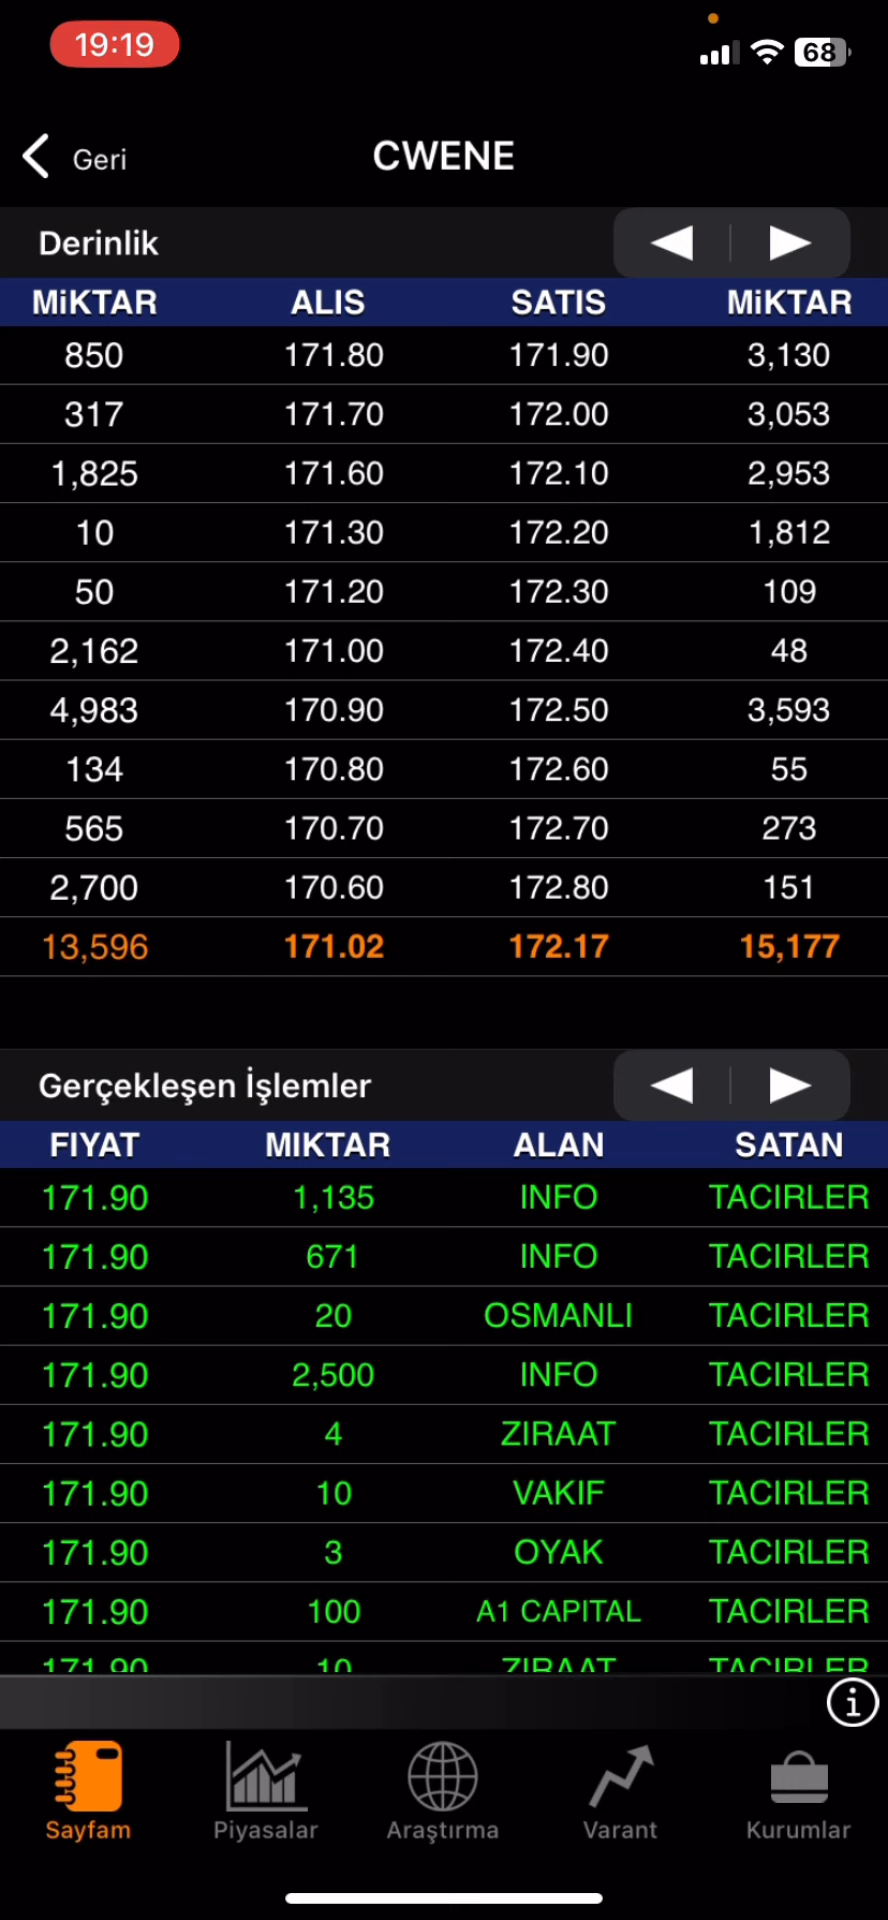 19:19
68
Geri
CWENE
Derinlik
MiKTAR ALIS SATIS MiKTAR
850 171.80 171.90 3,130
317 171.70 172.00 3,053
1,825 171.60 172.10 2,953
10 171.30 172.20 1,812
50 171.20 172.30 109
2,162 171.00 172.40 48
4,983 170.90 172.50 3,593
134 170.80 172.60 55
565 170.70 172.70 273
2,700 170.60 172.80 151
13,596 171.02 172.17 15,177
Gerçekleşen İşlemler
FIYAT MIKTAR ALAN SATAN
171.90 1,135 INFO TACIRLER
171.90 671 INFO TACIRLER
171.90 20 OSMANLI TACIRLER
171.90 2,500 INFO TACIRLER
171.90 4 ZIRAAT TACIRLER
171.90 10 VAKIF TACIRLER
171.90 3 OYAK TACIRLER
171.90 100 A1 CAPITAL TACIRLER
171.90 10 ZIRAAT TACIRLER
Sayfam Piyasalar Araştırma Varant Kurumlar